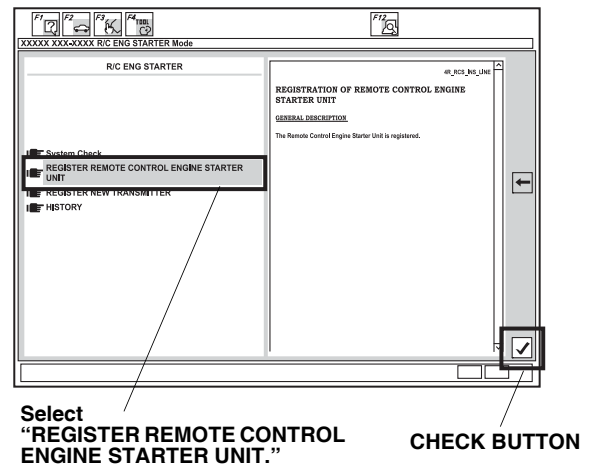 F1 F2 F3 F4 TOOL F12
XXXXX XXX-XXXX R/C ENG STARTER Mode
R/C ENG STARTER
System Check
REGISTER REMOTE CONTROL ENGINE STARTER
UNIT
REGISTER NEW TRANSMITTER
HISTORY
4R_RCS_INS_LINE
REGISTRATION OF REMOTE CONTROL ENGINE
STARTER UNIT
GENERAL DESCRIPTION
The Remote Control Engine Starter Unit is registered.
Select
“REGISTER REMOTE CONTROL
ENGINE STARTER UNIT.”
CHECK BUTTON